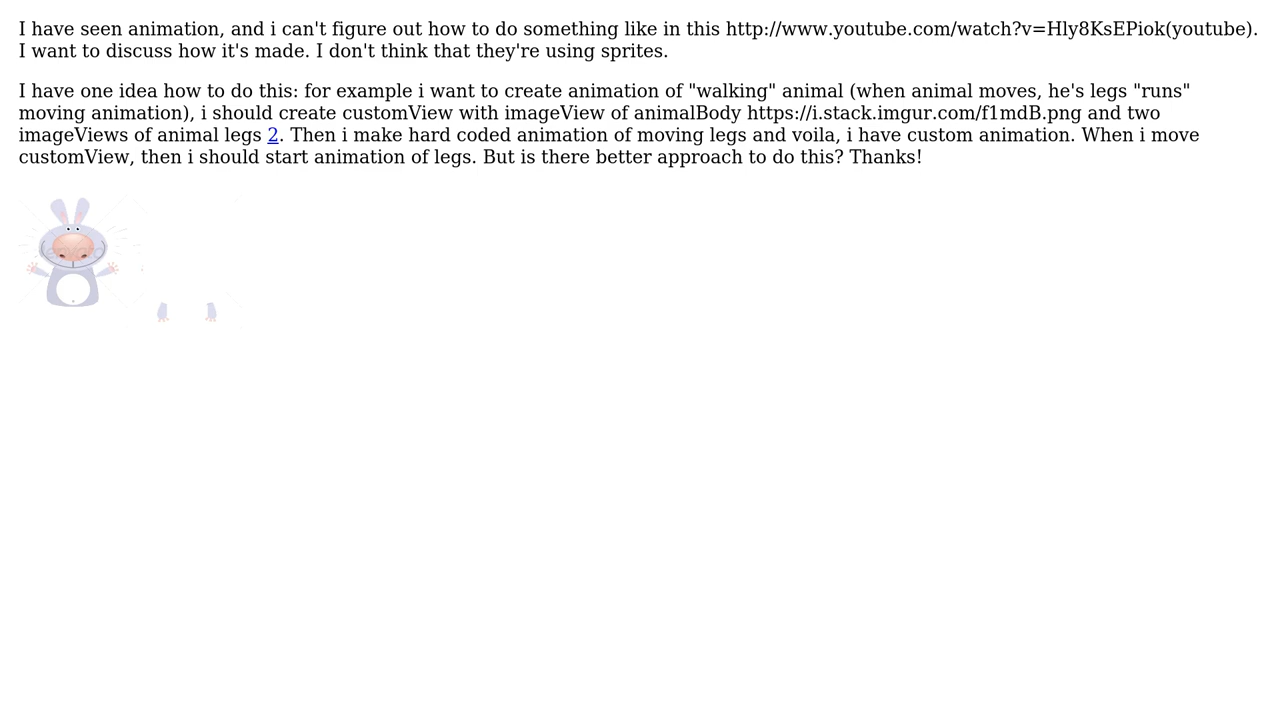 I have seen animation, and i can't figure out how to do something like in this http://www.youtube.com/watch?v=Hly8KsEPiok(youtube).
I want to discuss how it's made. I don't think that they're using sprites.
I have one idea how to do this: for example i want to create animation of "walking" animal (when animal moves, he's legs "runs"
moving animation), i should create customView with imageView of animalBody https://i.stack.imgur.com/f1mdB.png and two
imageViews of animal legs 2. Then i make hard coded animation of moving legs and voila, i have custom animation. When i move
customView, then i should start animation of legs. But is there better approach to do this? Thanks!